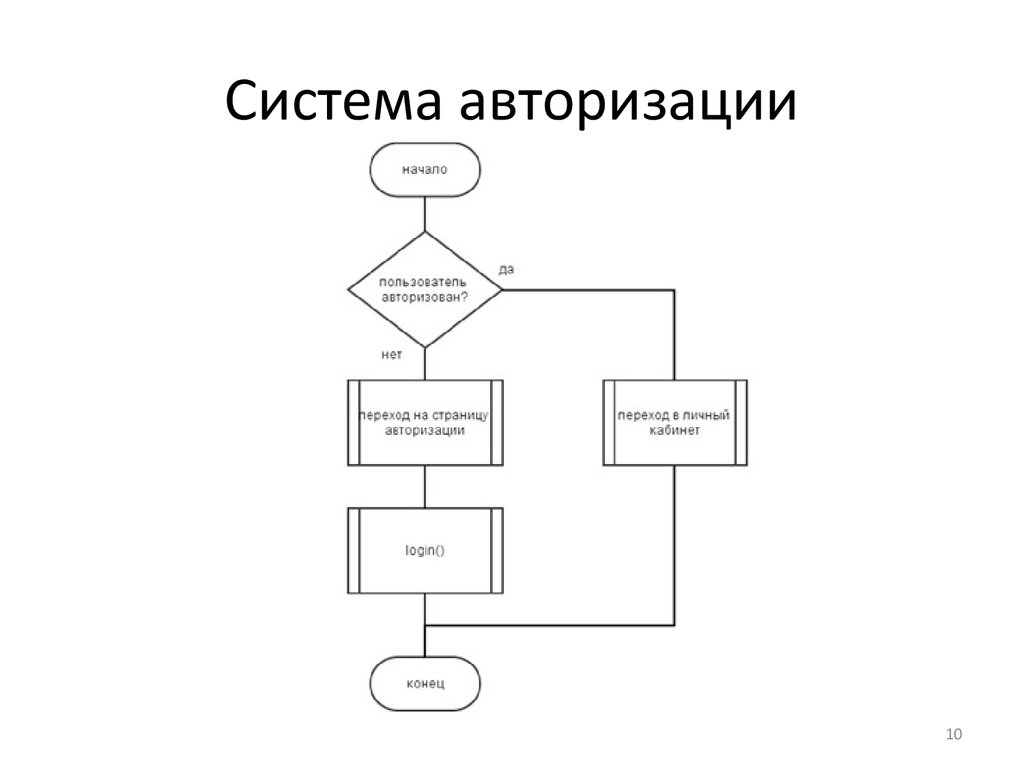 Система авторизации
начало
да
пользователь
авторизован?
нет
переход на страницу
авторизации
переход в личный
кабинет
login()
конец
10